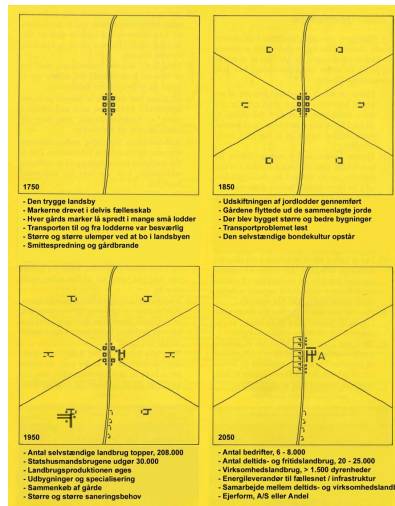 1750
- Den trygge landsby
- Markerne drevet i delvis fællesskab
- Hver gårds marker lå spredt i mange små lodder
- Transporten til og fra lodderne var besværlig
- Større og større ulemper ved at bo i landsbyen
- Smittespredning og gårdbrande
1850
- Udskiftningen af jordlodder gennemført
- Gårdene flyttede ud de sammenlagte jorde
- Der blev bygget større og bedre bygninger
- Transportproblemet løst
- Den selvstændige bondekultur opstår
1950
- Antal selvstændige landbrug topper, 208.000
- Statshusmandsbrugene udgør 30.000
- Landbrugsproduktionen øges
- Udbygninger og specialisering
- Sammenkøb af gårde
- Større og større saneringsbehov
A
2050
- Antal bedrifter, 6 - 8.000
- Antal deltids- og fritidslandbrug, 20 - 25.000
- Virksomhedslandbrug, > 1.500 dyrenheder
- Energileverandør til fællesnet / infrastruktur
- Samarbejde mellem deltids- og virksomhedslandl
- Ejerform, A/S eller Andel